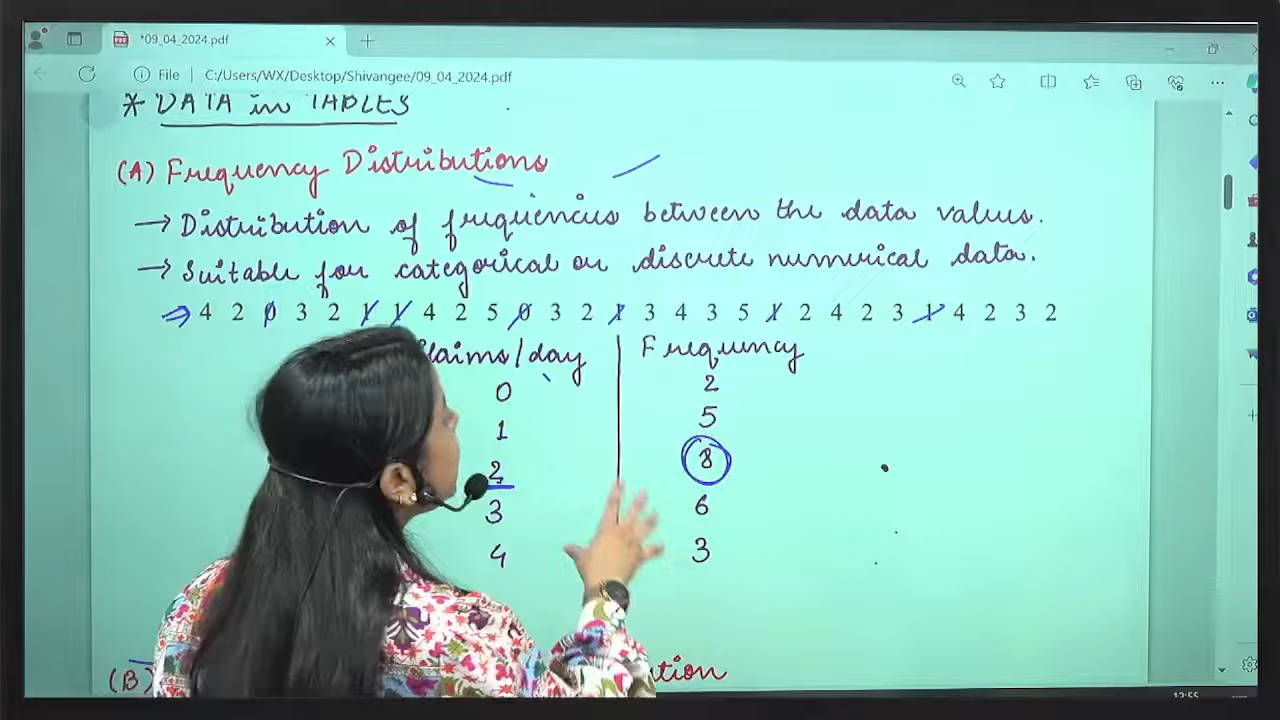 *09_04_2024.pdf
File | C:/Users/WX/Desktop/Shivangee/09_04_2024.pdf
* DATA in TABLES
(A) Frequency Distributions
→ Distribution of frequencies between the data values.
→ Suitable for categorical or discrete numerical data.
⇒ 4 2 0 3 2 1 1 4 2 5 0 3 2 1 3 4 3 5 1 2 4 2 3 1 4 2 3 2
Claims/day Frequency
0 2
1 5
2 8
3 6
4 3
(B)